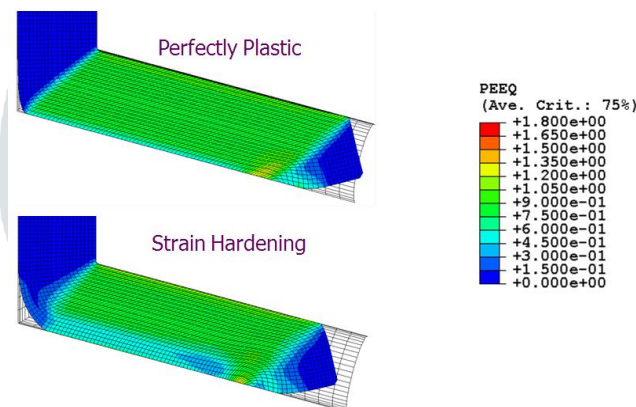 Perfectly Plastic
Strain Hardening
PEEQ
(Ave. Crit.: 75%)
+1.800e+00
+1.650e+00
+1.500e+00
+1.350e+00
+1.200e+00
+1.050e+00
+9.000e-01
+7.500e-01
+6.000e-01
+4.500e-01
+3.000e-01
+1.500e-01
+0.000e+00